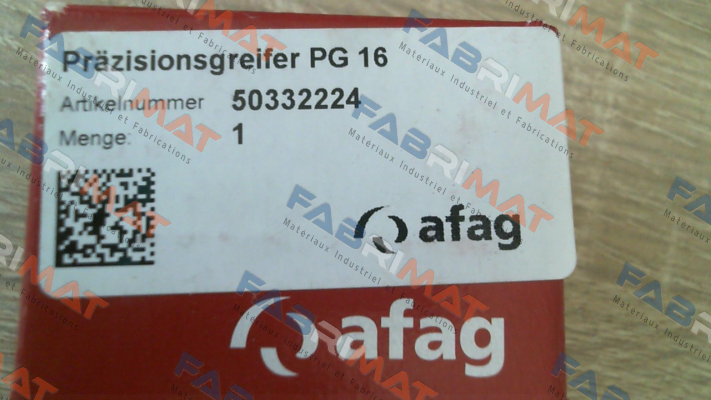 Präzisionsgreifer PG 16
Artikelnummer 50332224
Menge: 1
afag
afag
FABRIMAT
Materiaux Industriel et Fabrications